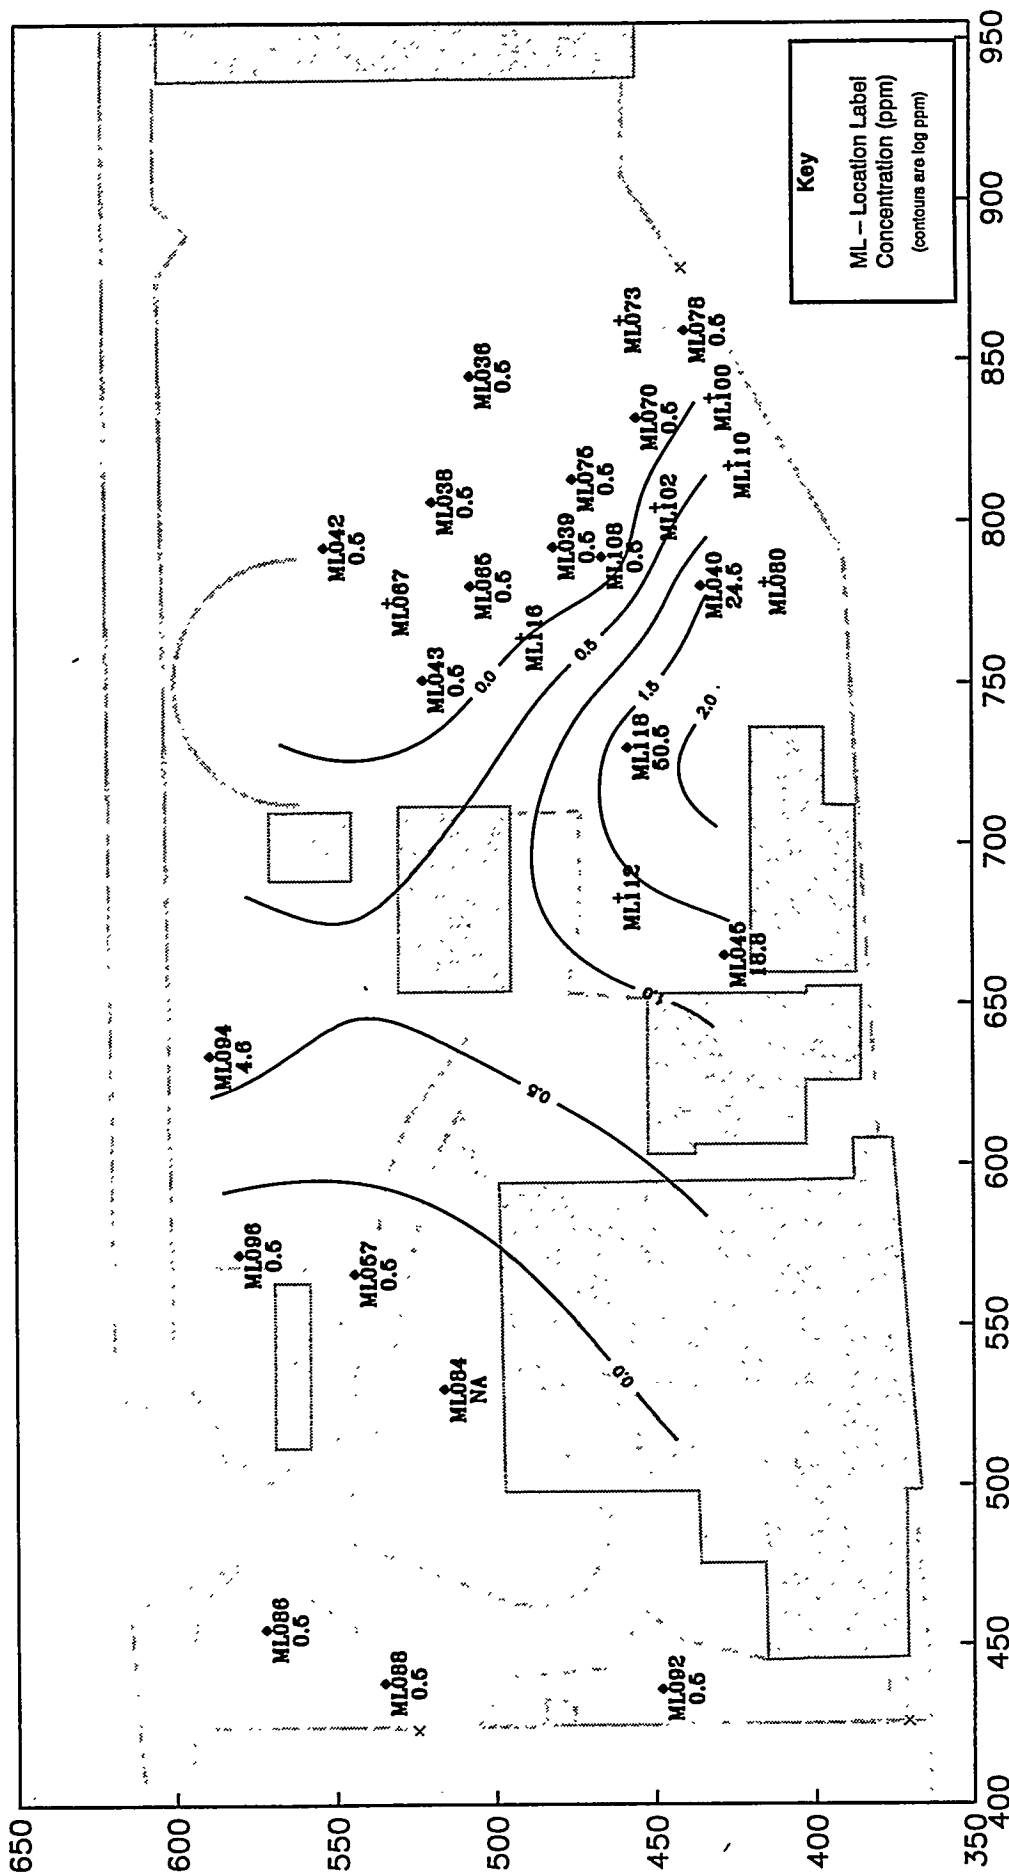 650
600
550
500
450
400
350
400
450
500
550
600
650
700
750
800
850
900
950
ML042
0.5
ML067
ML038
0.5
ML065
0.5
ML036
0.5
ML043
0.5
ML116
ML039
0.5
ML075
0.5
ML108
0.5
ML102
ML070
0.5
ML073
ML078
0.5
ML100
ML110
ML040
24.5
ML080
ML118
50.5
ML112
ML045
18.8
ML094
4.6
ML096
0.5
ML057
0.5
ML084
NA
ML086
0.5
ML088
0.5
ML092
0.5
0.0
0.5
1.0
1.5
2.0
0.5
0.0
Key
ML – Location Label
Concentration (ppm)
(contours are log ppm)